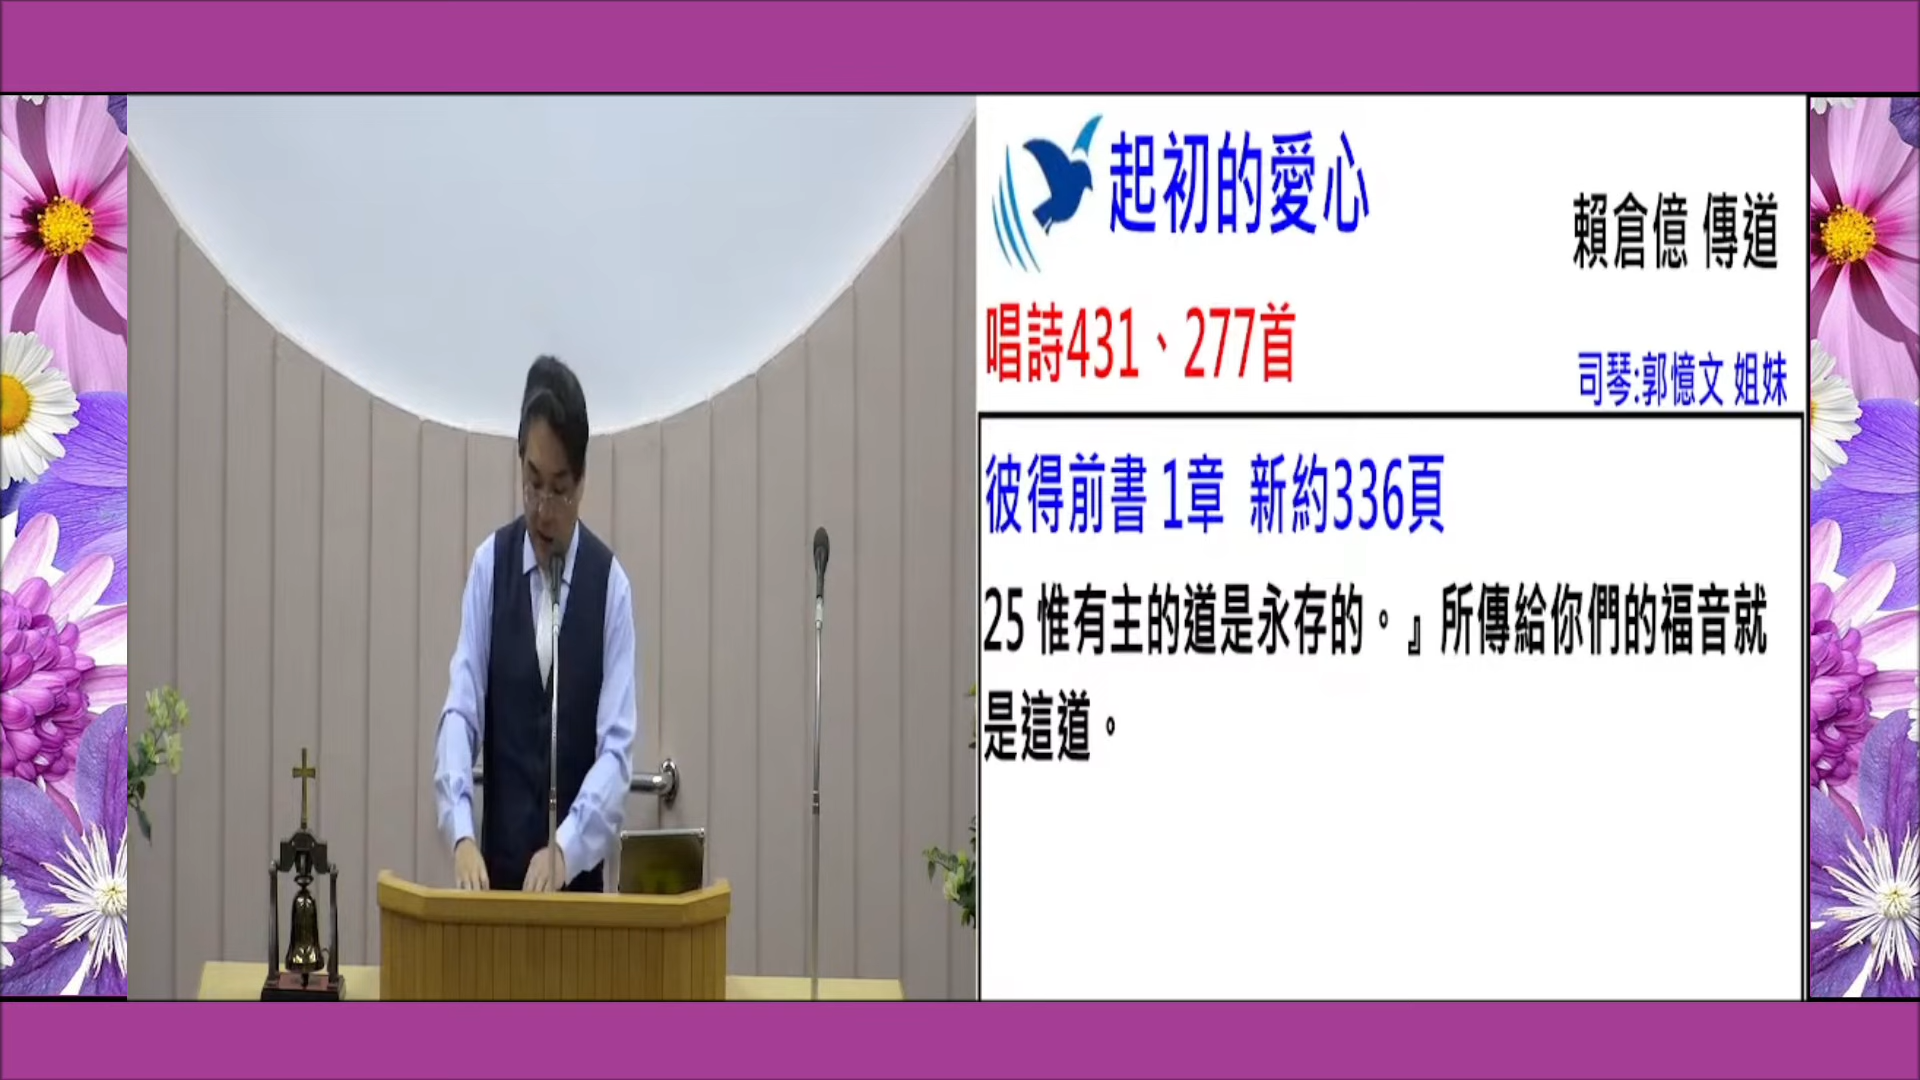 起初的愛心
賴倉億 傳道
唱詩431、277首
司琴:郭憶文 姐妹
彼得前書 1章 新約336頁
25 惟有主的道是永存的。』所傳給你們的福音就
是這道。